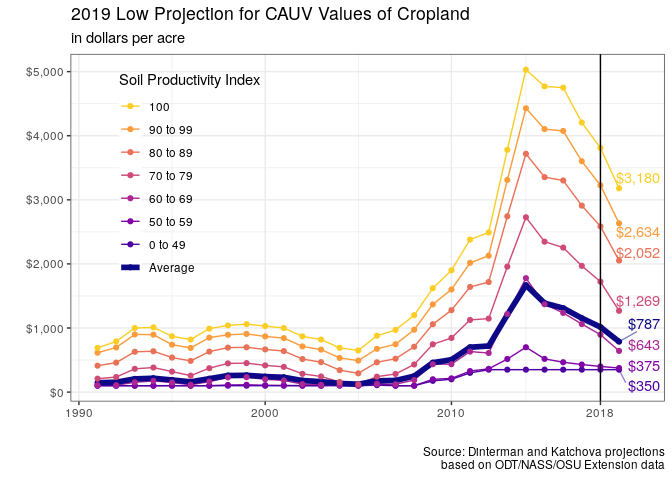 2019 Low Projection for CAUV Values of Cropland
in dollars per acre
$5,000
$4,000
$3,000
$2,000
$1,000
$0
Soil Productivity Index
100
90 to 99
80 to 89
70 to 79
60 to 69
50 to 59
0 to 49
Average
$3,180
$2,634
$2,052
$1,269
$787
$643
$375
$350
1990
2000
2010
2018
Source: Dinterman and Katchova projections
based on ODT/NASS/OSU Extension data